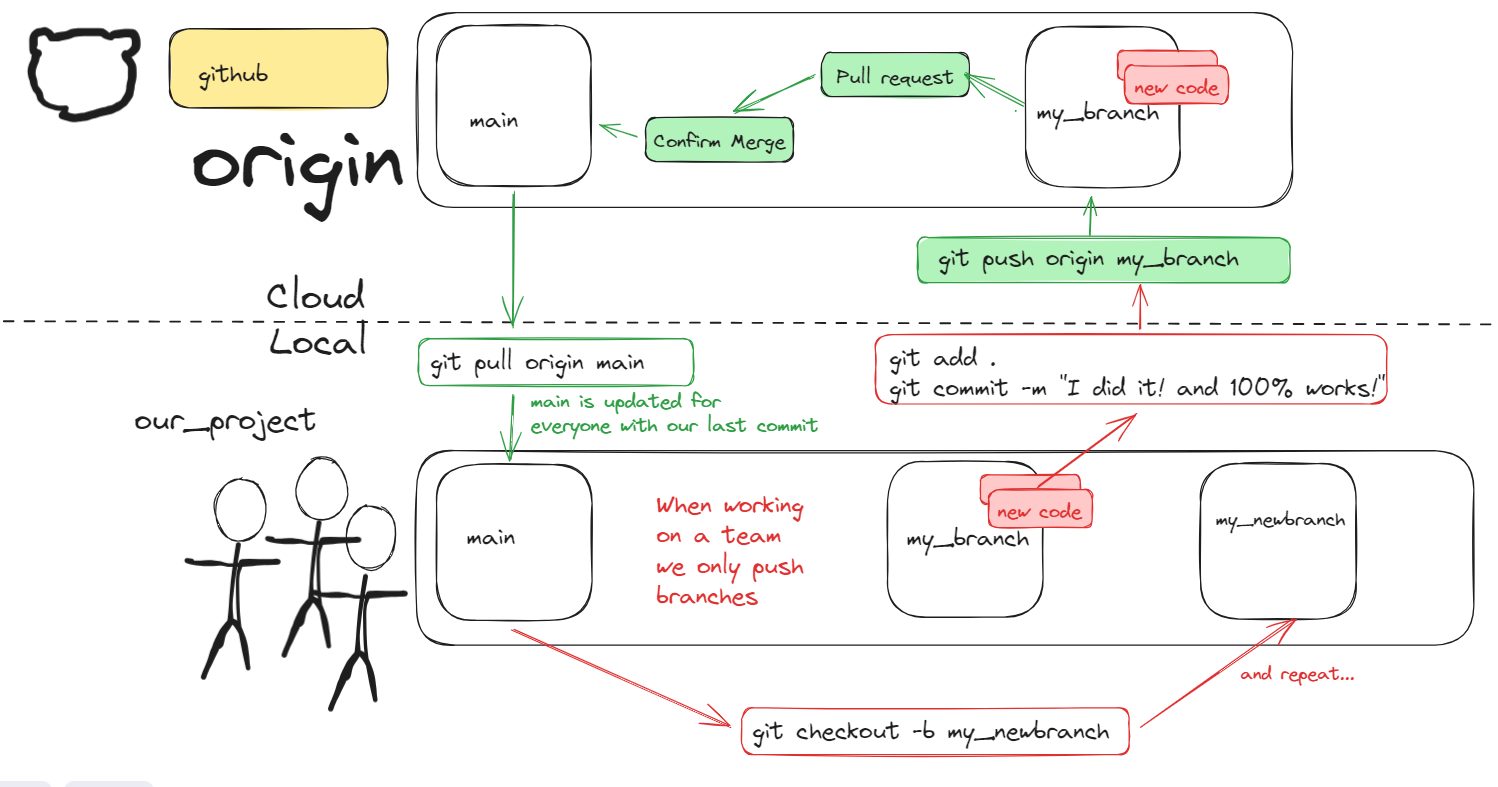 github
origin
main
Pull request
Confirm Merge
new code
my_branch
git push origin my_branch
Cloud
Local
git pull origin main
main is updated for
everyone with our last commit
git add .
git commit -m "I did it! and 100% works!"
our_project
main
When working
on a team
we only push
branches
new code
my_branch
my_newbranch
and repeat...
git checkout -b my_newbranch